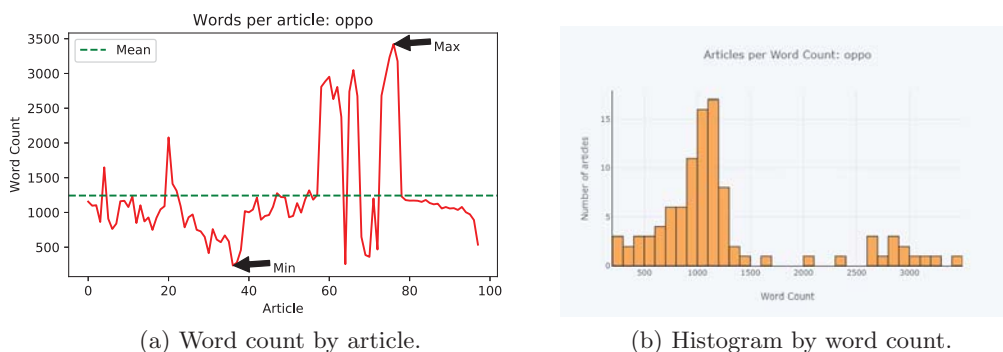 Words per article: oppo
Mean
Max
Min
3500
3000
2500
2000
1500
1000
500
Word Count
0 20 40 60 80 100
Article
(a) Word count by article.
Articles per Word Count: oppo
15
10
5
0
Number of articles
500 1000 1500 2000 2500 3000
Word Count
(b) Histogram by word count.